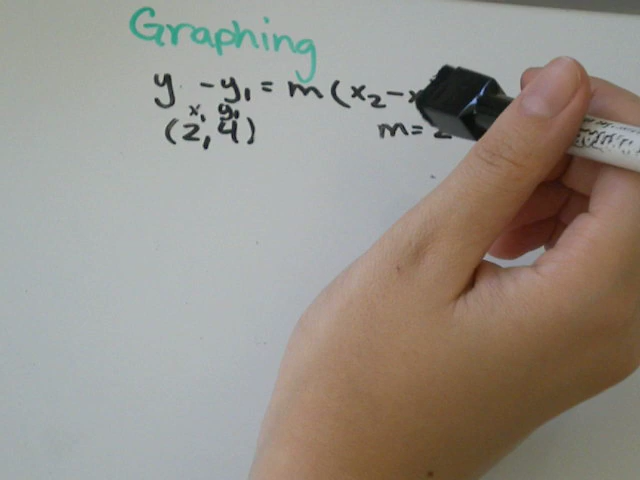 Graphing
y - y₁ = m(x₂ - x
x₁ y₁
(2, 4) m = 2